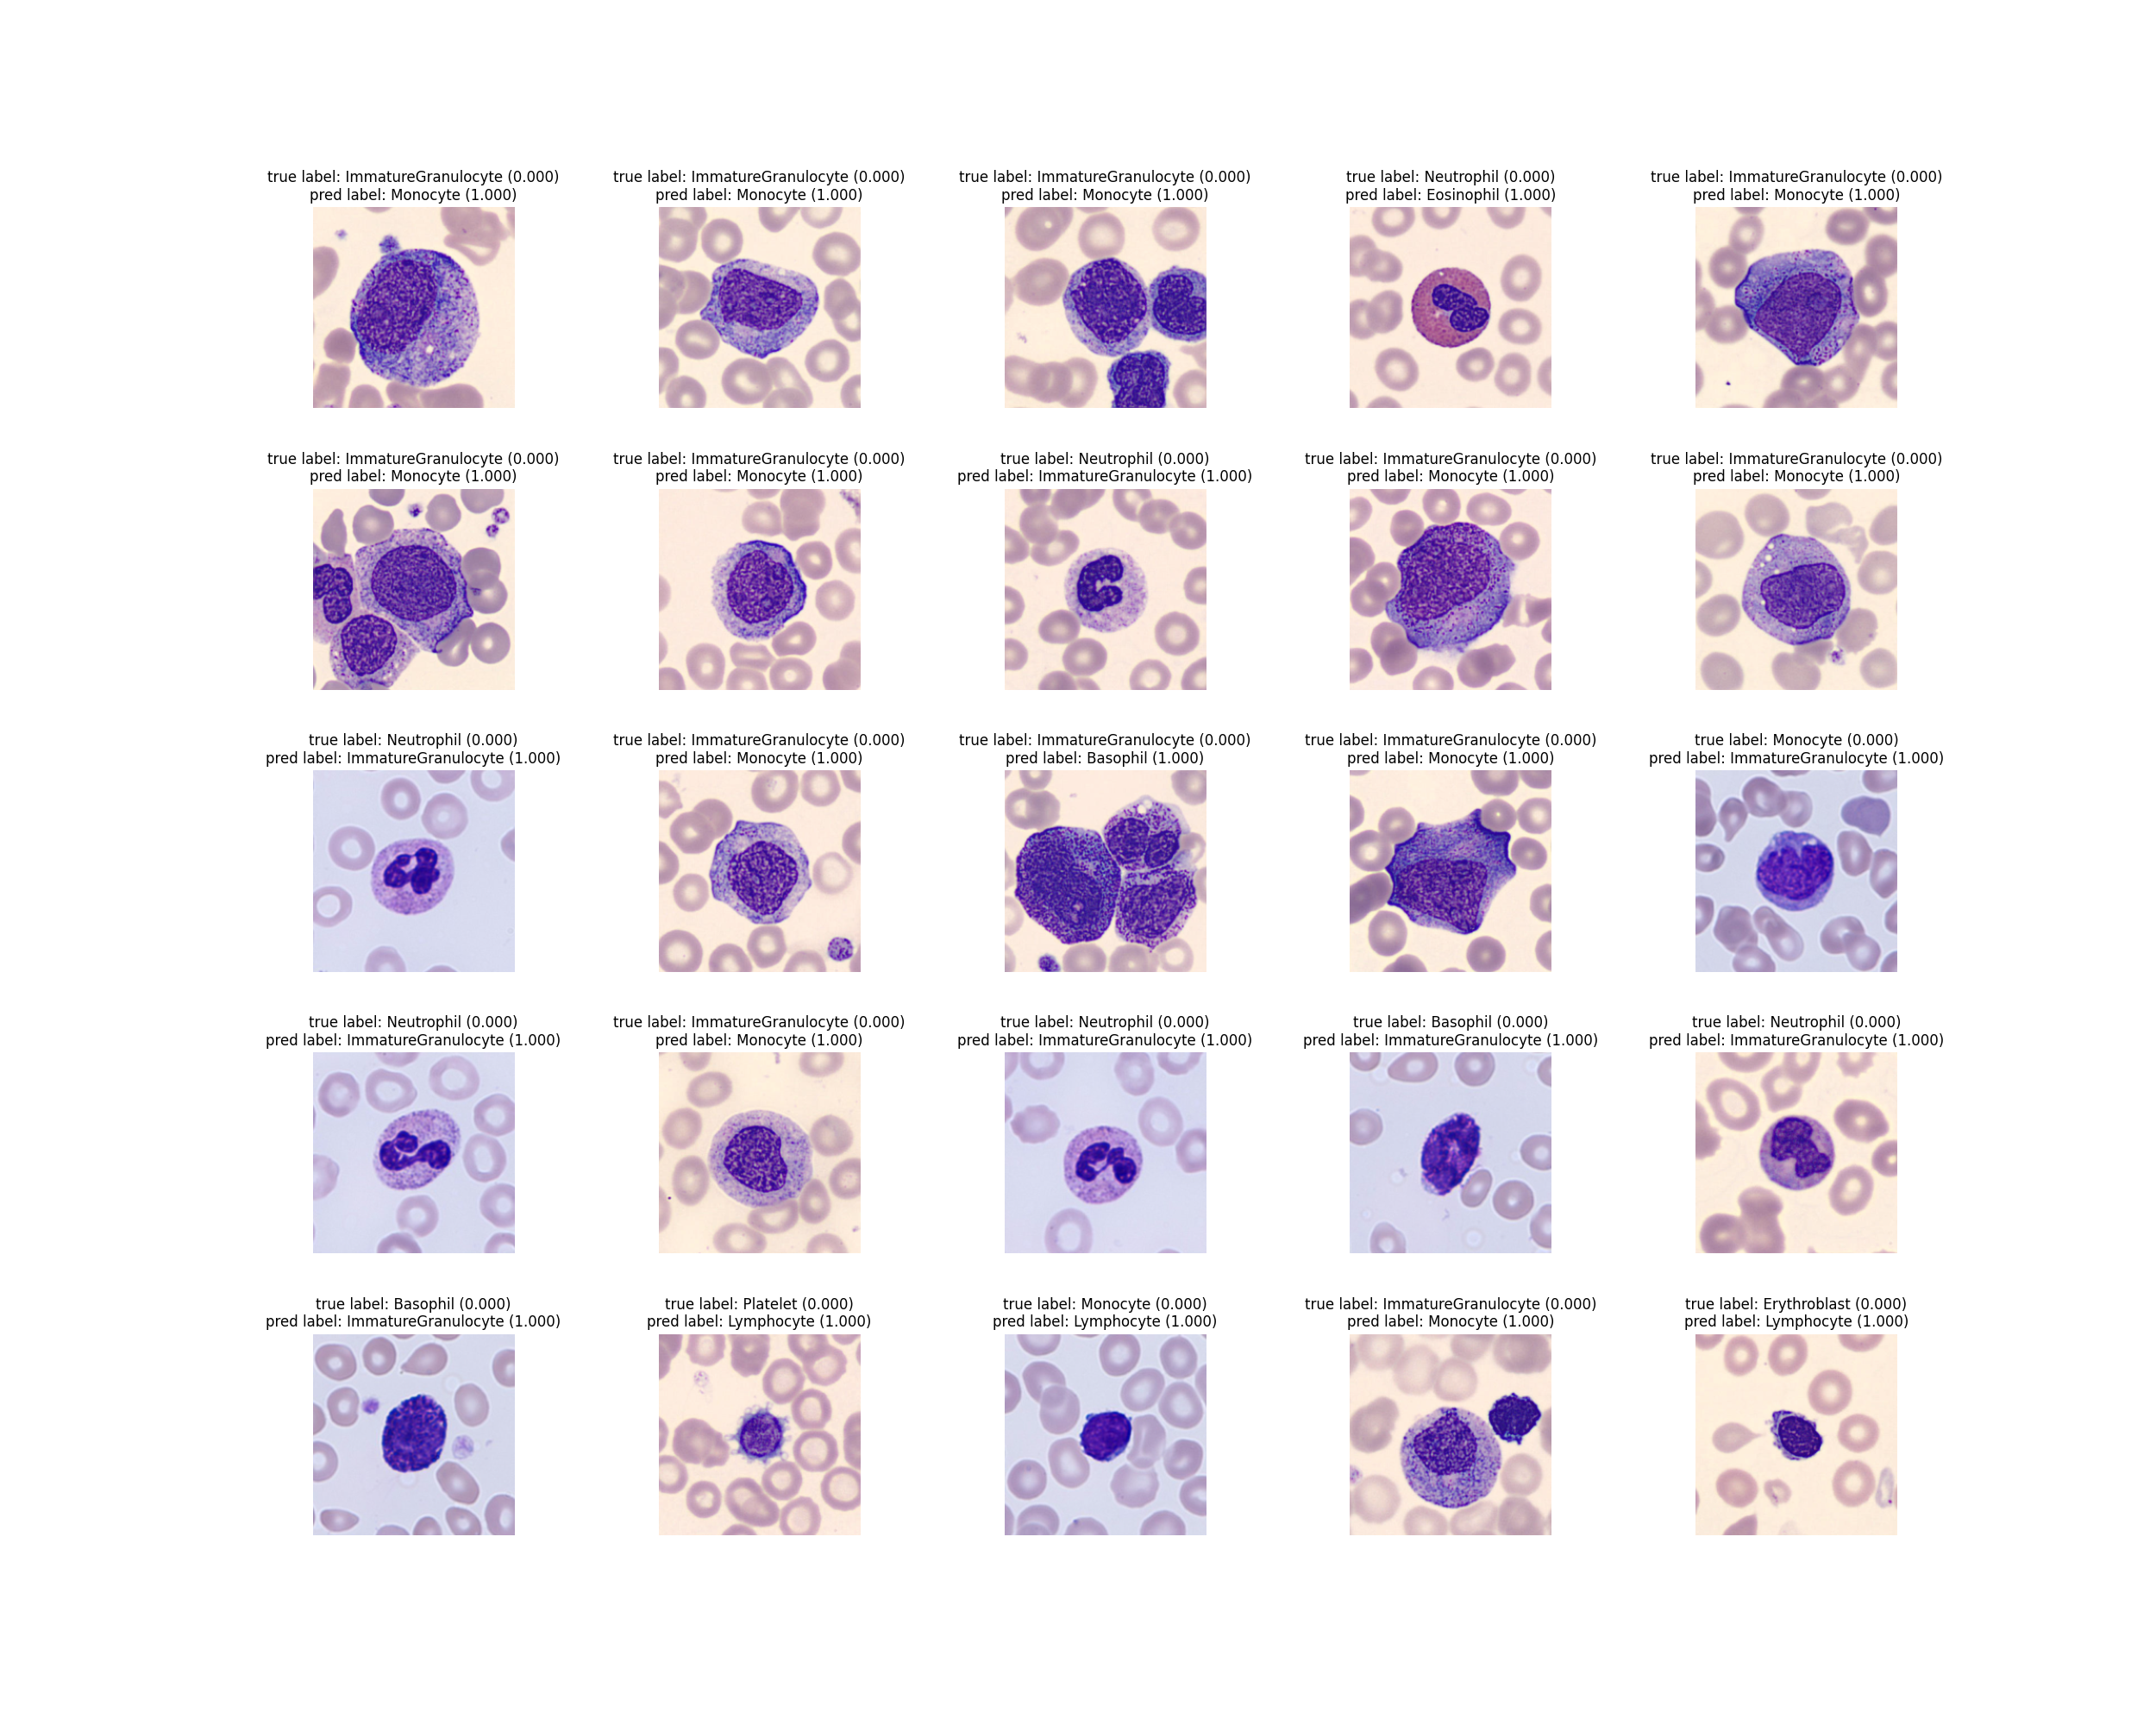 true label: ImmatureGranulocyte (0.000)
pred label: Monocyte (1.000)
true label: ImmatureGranulocyte (0.000)
pred label: Monocyte (1.000)
true label: ImmatureGranulocyte (0.000)
pred label: Monocyte (1.000)
true label: Neutrophil (0.000)
pred label: Eosinophil (1.000)
true label: ImmatureGranulocyte (0.000)
pred label: Monocyte (1.000)
true label: ImmatureGranulocyte (0.000)
pred label: Monocyte (1.000)
true label: ImmatureGranulocyte (0.000)
pred label: Monocyte (1.000)
true label: Neutrophil (0.000)
pred label: ImmatureGranulocyte (1.000)
true label: ImmatureGranulocyte (0.000)
pred label: Monocyte (1.000)
true label: ImmatureGranulocyte (0.000)
pred label: Monocyte (1.000)
true label: Neutrophil (0.000)
pred label: ImmatureGranulocyte (1.000)
true label: ImmatureGranulocyte (0.000)
pred label: Monocyte (1.000)
true label: ImmatureGranulocyte (0.000)
pred label: Basophil (1.000)
true label: ImmatureGranulocyte (0.000)
pred label: Monocyte (1.000)
true label: Monocyte (0.000)
pred label: ImmatureGranulocyte (1.000)
true label: Neutrophil (0.000)
pred label: ImmatureGranulocyte (1.000)
true label: ImmatureGranulocyte (0.000)
pred label: Monocyte (1.000)
true label: Neutrophil (0.000)
pred label: ImmatureGranulocyte (1.000)
true label: Basophil (0.000)
pred label: ImmatureGranulocyte (1.000)
true label: Neutrophil (0.000)
pred label: ImmatureGranulocyte (1.000)
true label: Basophil (0.000)
pred label: ImmatureGranulocyte (1.000)
true label: Platelet (0.000)
pred label: Lymphocyte (1.000)
true label: Monocyte (0.000)
pred label: Lymphocyte (1.000)
true label: ImmatureGranulocyte (0.000)
pred label: Monocyte (1.000)
true label: Erythroblast (0.000)
pred label: Lymphocyte (1.000)